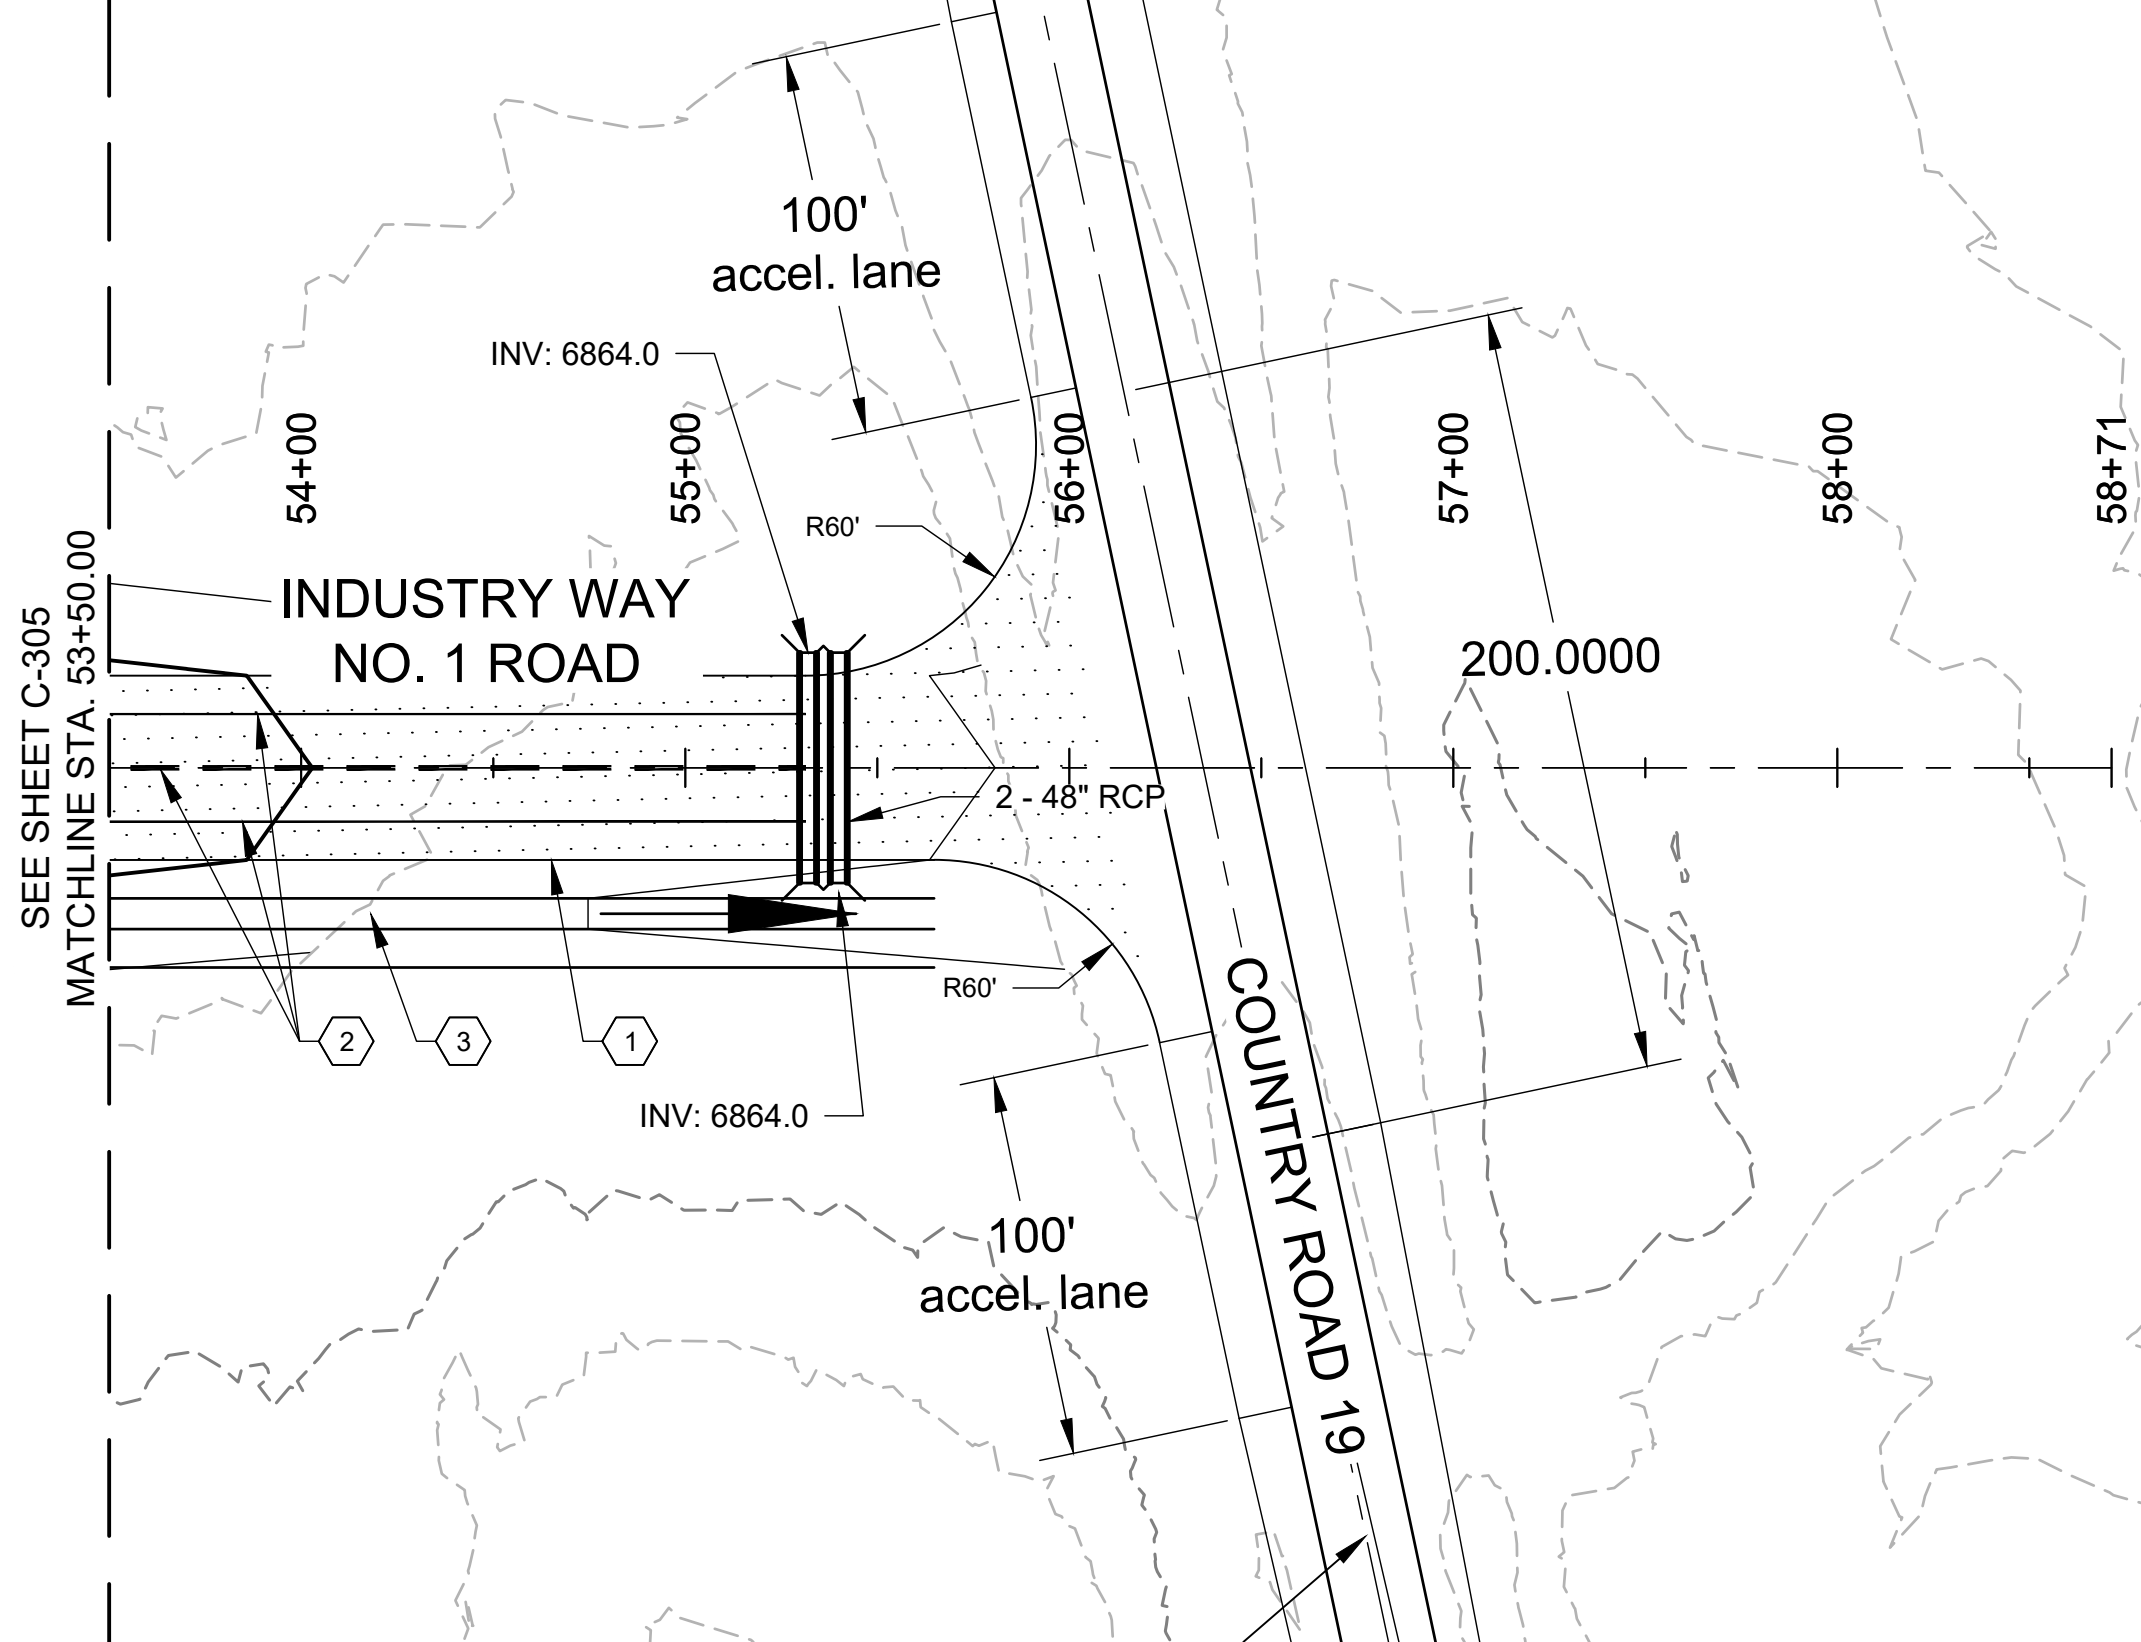 100'
accel. lane
INV: 6864.0
54+00
55+00
56+00
57+00
58+00
58+71
R60'
SEE SHEET C-305
MATCHLINE STA. 53+50.00
INDUSTRY WAY
NO. 1 ROAD
200.0000
2 - 48" RCP
R60'
2
3
1
INV: 6864.0
COUNTRY ROAD 19
100'
accel. lane